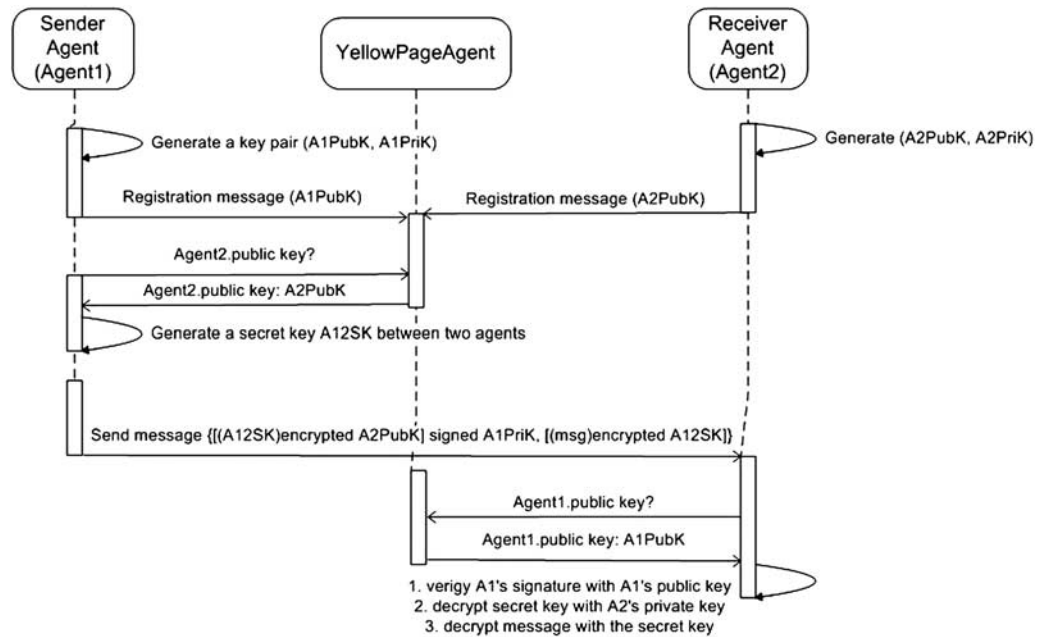 Sender
Agent
(Agent1)
YellowPageAgent
Receiver
Agent
(Agent2)
Generate a key pair (A1PubK, A1PriK)
Generate (A2PubK, A2PriK)
Registration message (A1PubK)
Registration message (A2PubK)
Agent2.public key?
Agent2.public key: A2PubK
Generate a secret key A12SK between two agents
Send message {[(A12SK)encrypted A2PubK] signed A1PriK, [(msg)encrypted A12SK]}
Agent1.public key?
Agent1.public key: A1PubK
1. verigy A1's signature with A1's public key
2. decrypt secret key with A2's private key
3. decrypt message with the secret key